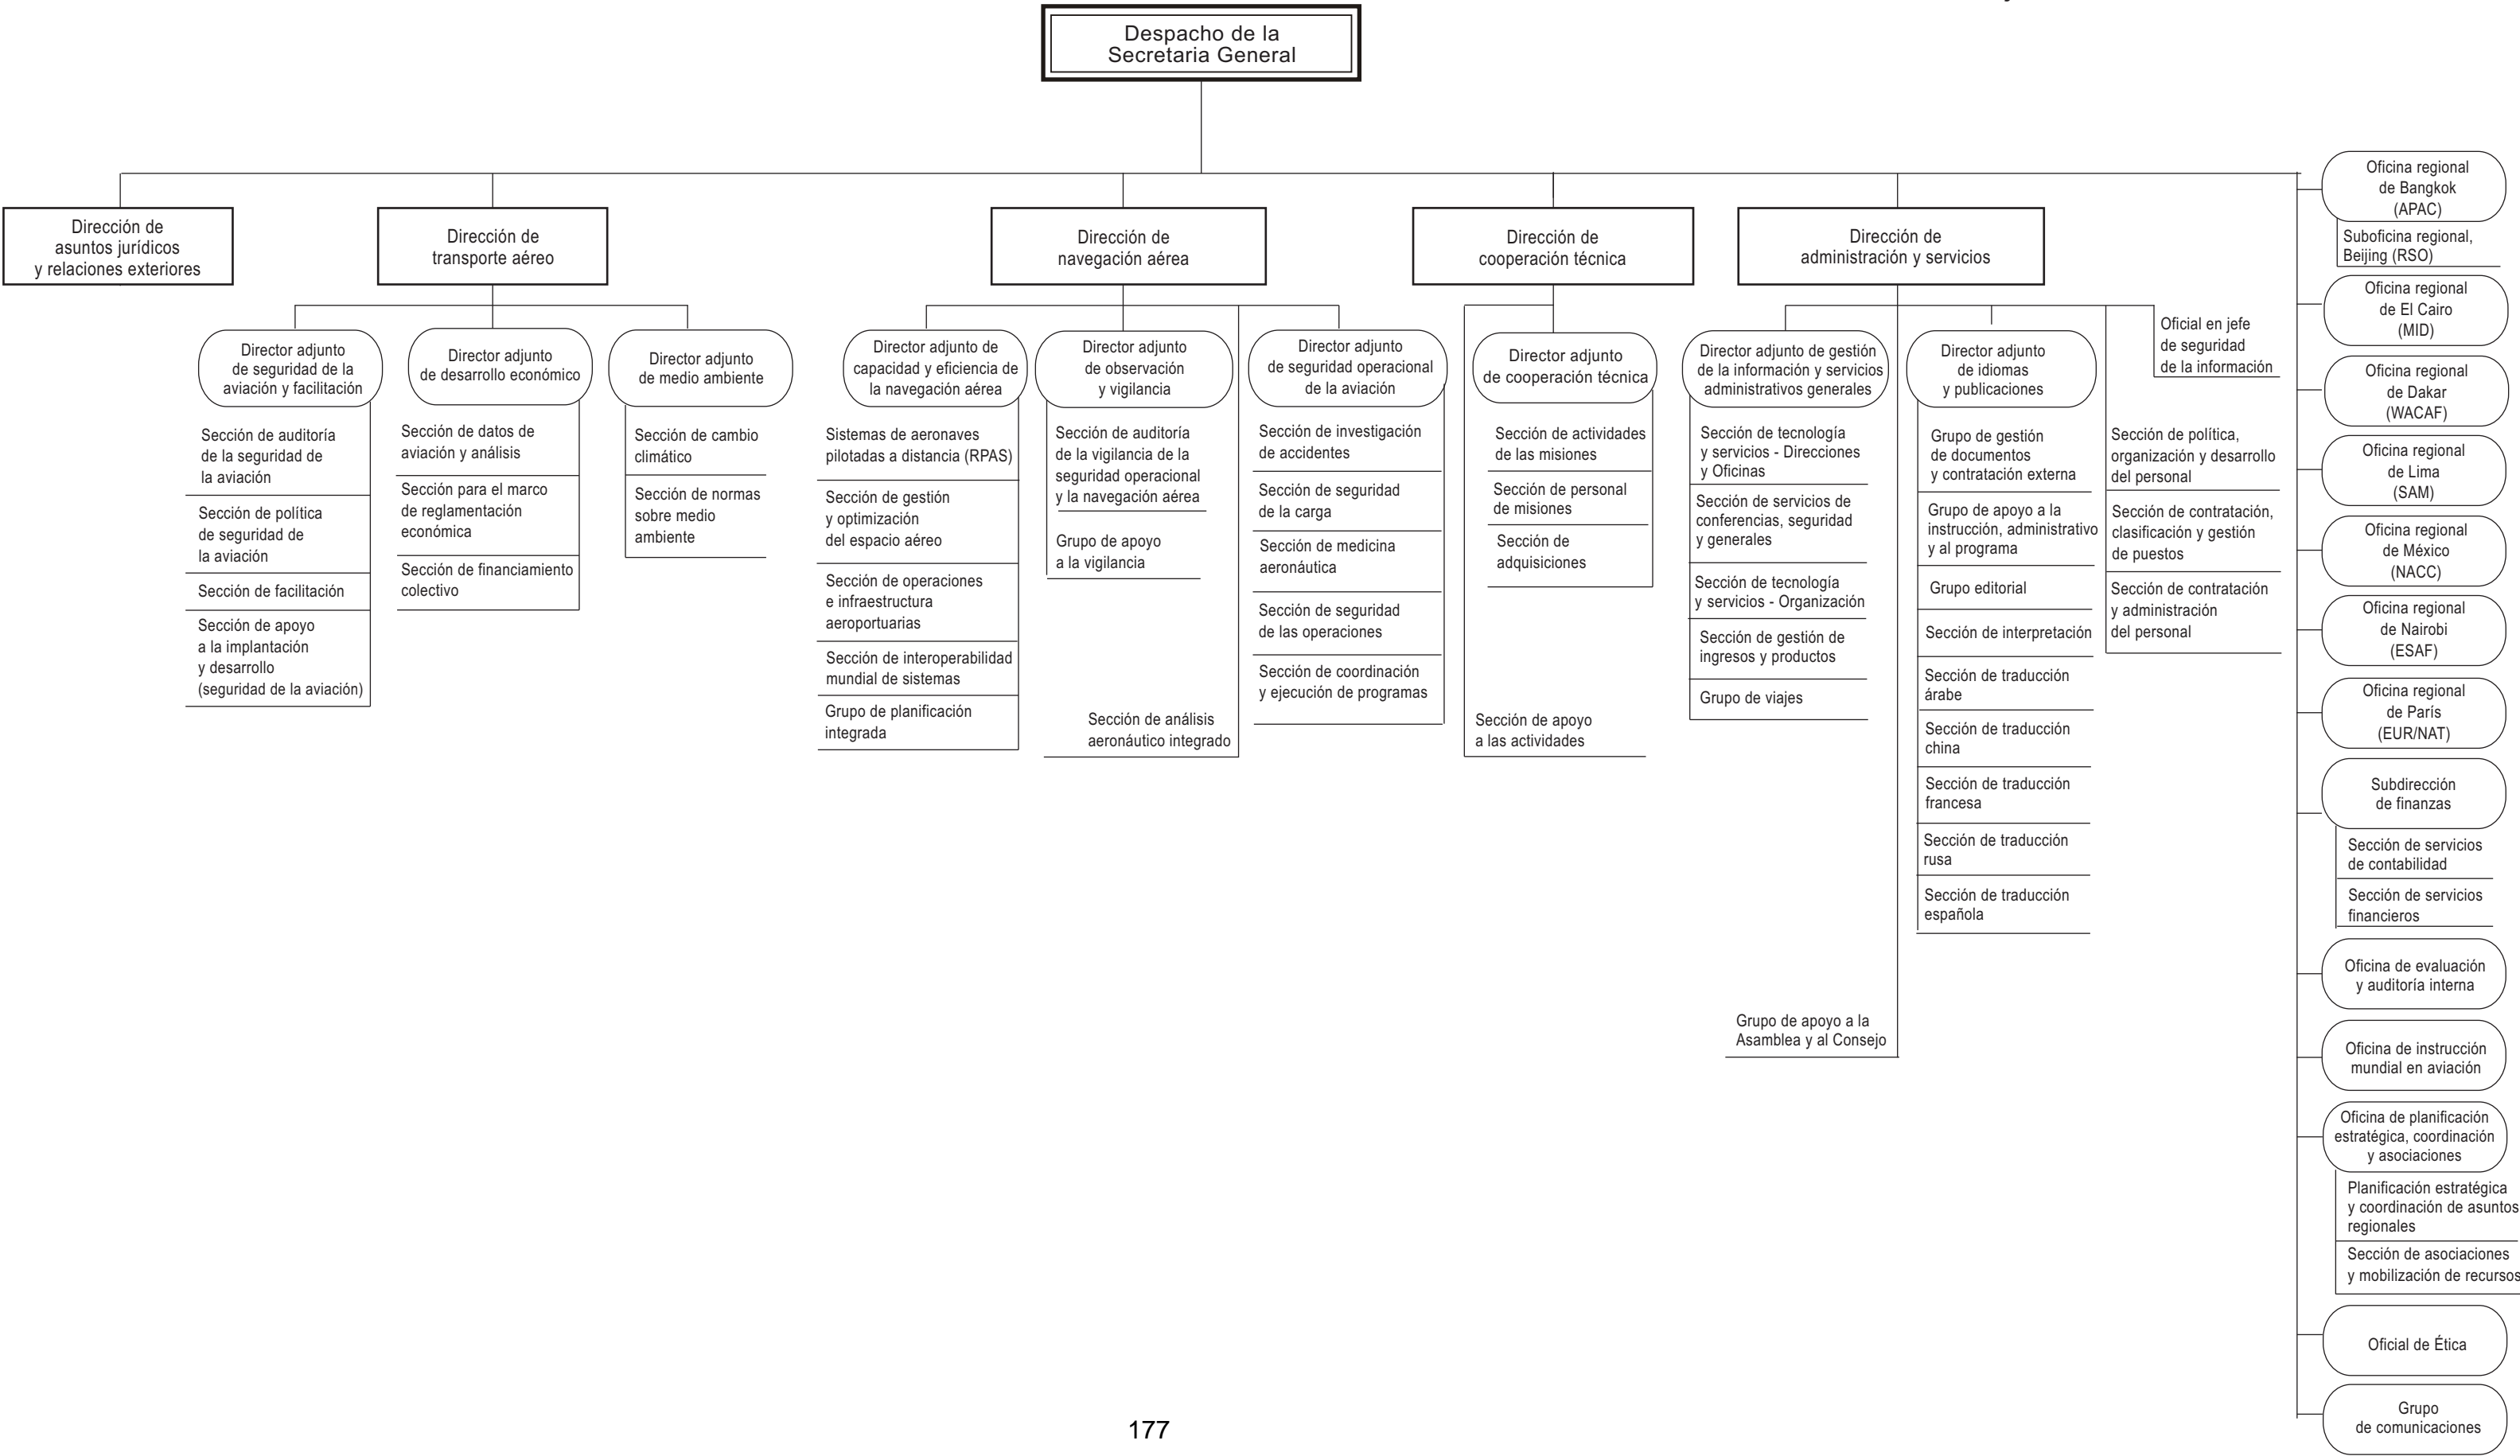 Despacho de la
Secretaria General
Dirección de
asuntos jurídicos
y relaciones exteriores
Dirección de
transporte aéreo
Dirección de
navegación aérea
Dirección de
cooperación técnica
Dirección de
administración y servicios
Director adjunto
de seguridad de la
aviación y facilitación
Sección de auditoría
de la seguridad de
la aviación
Sección de política
de seguridad de
la aviación
Sección de facilitación
Sección de apoyo
a la implantación
y desarrollo
(seguridad de la aviación)
Director adjunto
de desarrollo económico
Sección de datos de
aviación y análisis
Sección para el marco
de reglamentación
económica
Sección de financiamiento
colectivo
Director adjunto
de medio ambiente
Sección de cambio
climático
Sección de normas
sobre medio
ambiente
Director adjunto de
capacidad y eficiencia de
la navegación aérea
Sistemas de aeronaves
pilotadas a distancia (RPAS)
Sección de gestión
y optimización
del espacio aéreo
Sección de operaciones
e infraestructura
aeroportuarias
Sección de interoperabilidad
mundial de sistemas
Grupo de planificación
integrada
Director adjunto
de observación
y vigilancia
Sección de auditoría
de la vigilancia de la
seguridad operacional
y la navegación aérea
Grupo de apoyo
a la vigilancia
Sección de análisis
aeronáutico integrado
Director adjunto
de seguridad operacional
de la aviación
Sección de investigación
de accidentes
Sección de seguridad
de la carga
Sección de medicina
aeronáutica
Sección de seguridad
de las operaciones
Sección de coordinación
y ejecución de programas
Director adjunto
de cooperación técnica
Sección de actividades
de las misiones
Sección de personal
de misiones
Sección de
adquisiciones
Sección de apoyo
a las actividades
Director adjunto de gestión
de la información y servicios
administrativos generales
Sección de tecnología
y servicios - Direcciones
y Oficinas
Sección de servicios de
conferencias, seguridad
y generales
Sección de tecnología
y servicios - Organización
Sección de gestión de
ingresos y productos
Grupo de viajes
Grupo de apoyo a la
Asamblea y al Consejo
Director adjunto
de idiomas
y publicaciones
Grupo de gestión
de documentos
y contratación externa
Grupo de apoyo a la
instrucción, administrativo
y al programa
Grupo editorial
Sección de interpretación
Sección de traducción
árabe
Sección de traducción
china
Sección de traducción
francesa
Sección de traducción
rusa
Sección de traducción
española
Sección de política,
organización y desarrollo
del personal
Sección de contratación,
clasificación y gestión
de puestos
Sección de contratación
y administración
del personal
Oficial en jefe
de seguridad
de la información
Oficina regional
de Bangkok
(APAC)
Suboficina regional,
Beijing (RSO)
Oficina regional
de El Cairo
(MID)
Oficina regional
de Dakar
(WACAF)
Oficina regional
de Lima
(SAM)
Oficina regional
de México
(NACC)
Oficina regional
de Nairobi
(ESAF)
Oficina regional
de París
(EUR/NAT)
Subdirección
de finanzas
Sección de servicios
de contabilidad
Sección de servicios
financieros
Oficina de evaluación
y auditoría interna
Oficina de instrucción
mundial en aviación
Oficina de planificación
estratégica, coordinación
y asociaciones
Planificación estratégica
y coordinación de asuntos
regionales
Sección de asociaciones
y mobilización de recursos
Oficial de Ética
Grupo
de comunicaciones
177